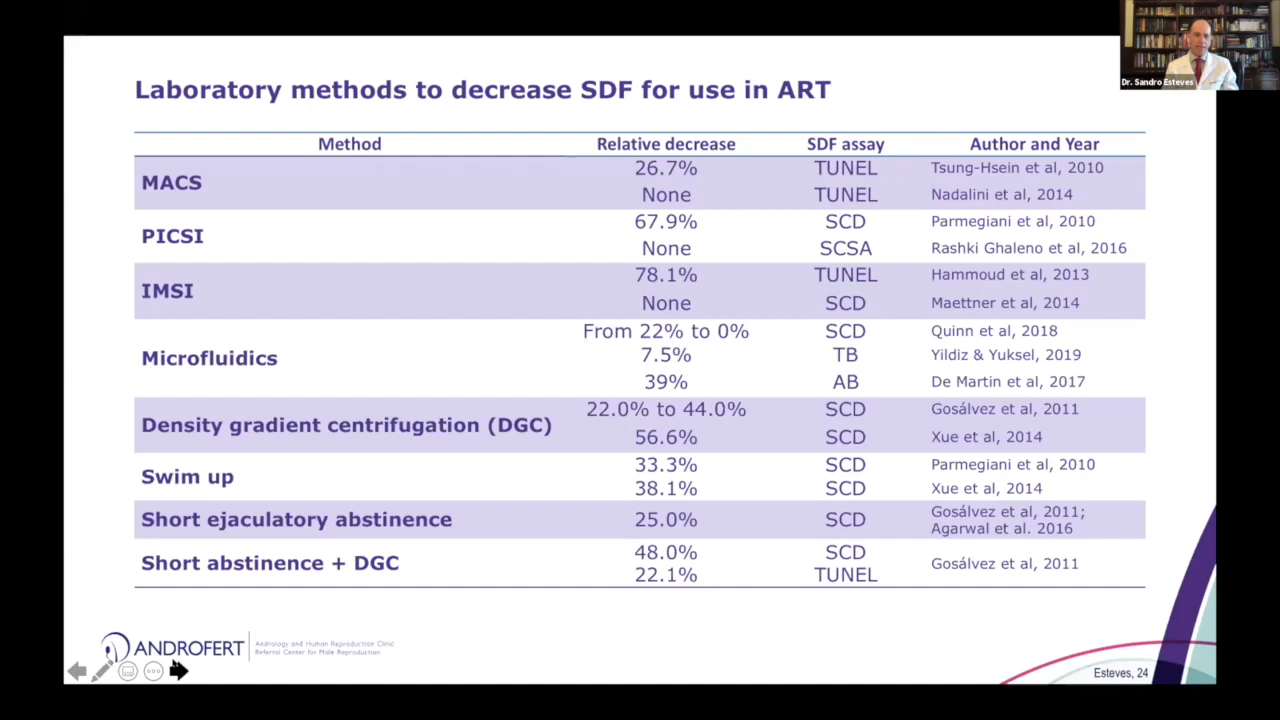 Dr. Sandro Esteves
Laboratory methods to decrease SDF for use in ART
Method Relative decrease SDF assay Author and Year
MACS
26.7% TUNEL Tsung-Hsein et al, 2010
None TUNEL Nadalini et al, 2014
PICSI
67.9% SCD Parmegiani et al, 2010
None SCSA Rashki Ghaleno et al, 2016
IMSI
78.1% TUNEL Hammoud et al, 2013
None SCD Maettner et al, 2014
Microfluidics
From 22% to 0% SCD Quinn et al, 2018
7.5% TB Yildiz & Yuksel, 2019
39% AB De Martin et al, 2017
Density gradient centrifugation (DGC)
22.0% to 44.0% SCD Gosálvez et al, 2011
56.6% SCD Xue et al, 2014
Swim up
33.3% SCD Parmegiani et al, 2010
38.1% SCD Xue et al, 2014
Short ejaculatory abstinence 25.0% SCD Gosálvez et al, 2011;
Agarwal et al. 2016
Short abstinence + DGC
48.0% SCD
22.1% TUNEL
Gosálvez et al, 2011
ANDROFERT
Andrology and Human Reproduction Clinic
Referral Center for Male Reproduction
Esteves, 24